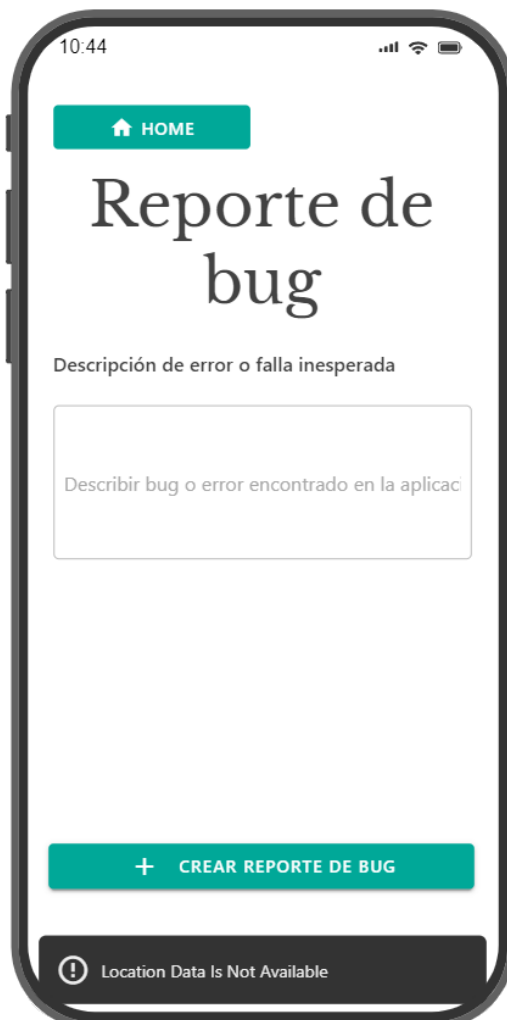 10:44
HOME
Reporte de
bug
Descripción de error o falla inesperada
Describir bug o error encontrado en la aplicaci
CREAR REPORTE DE BUG
Location Data Is Not Available